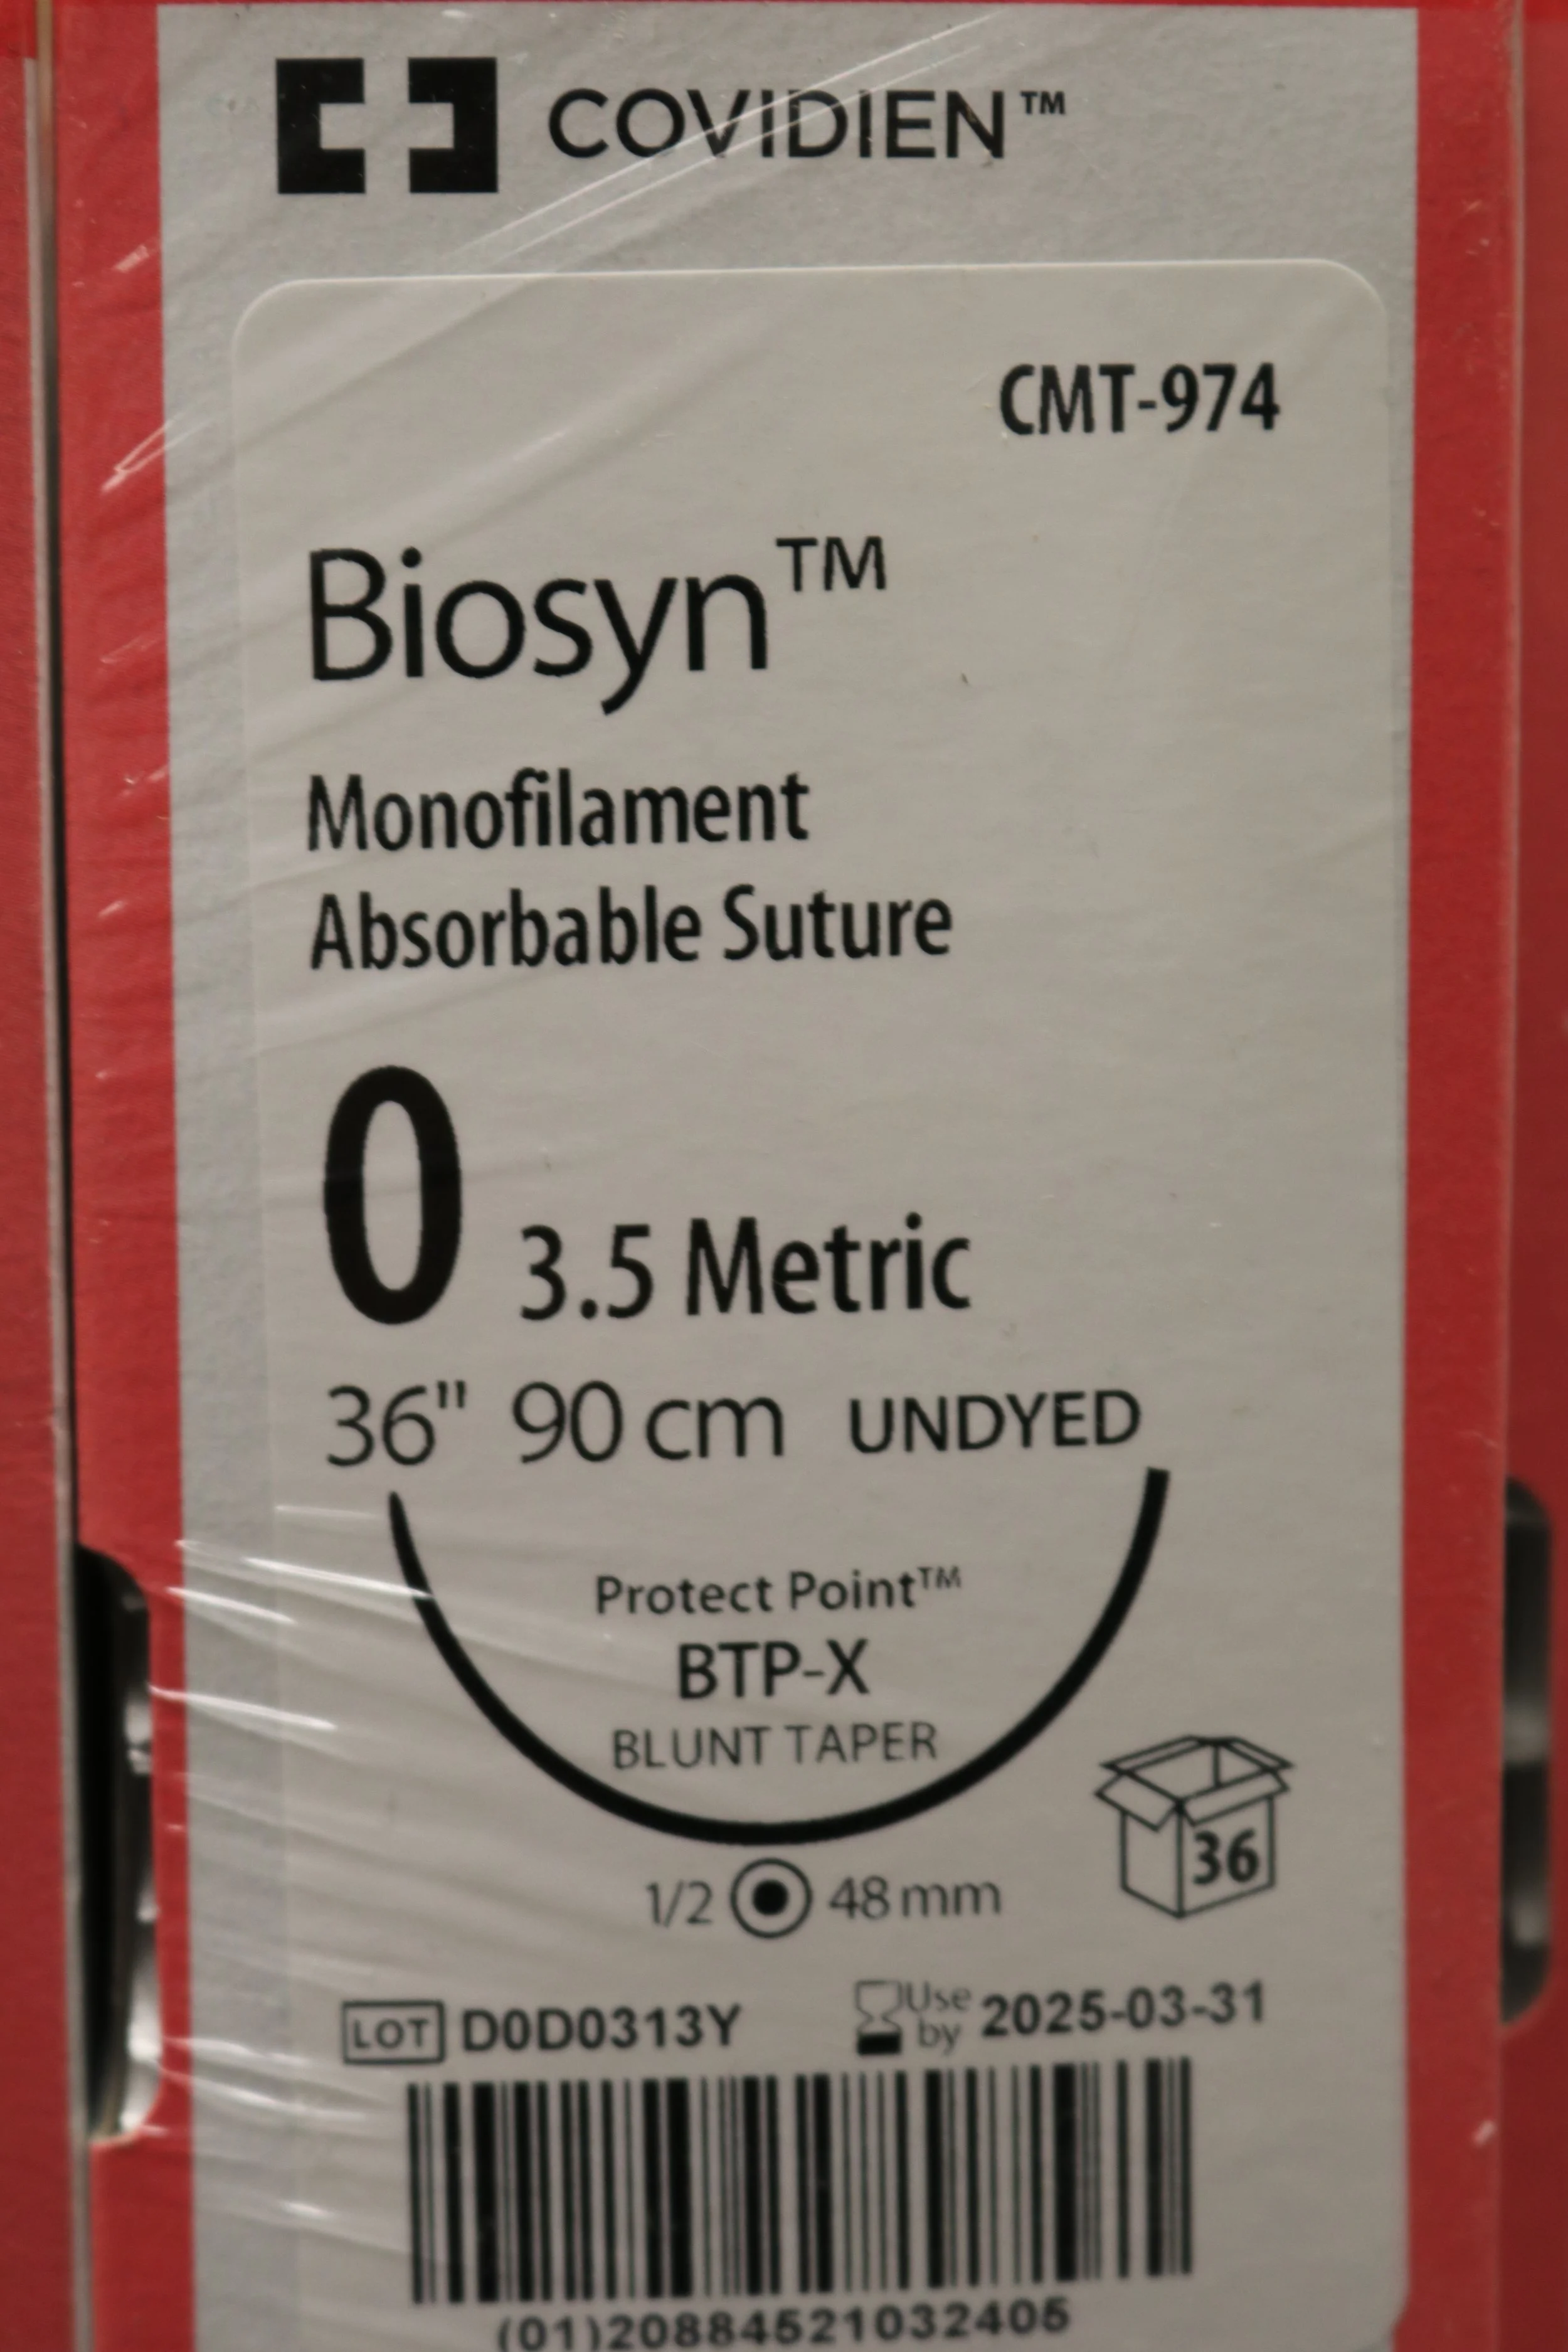 COVIDIEN™
CMT-974
Biosyn™
Monofilament
Absorbable Suture
0 3.5 Metric
36" 90 cm UNDYED
Protect Point™
BTP-X
BLUNT TAPER
36
1/2 48 mm
LOT D0D0313Y Use by 2025-03-31
(01)20884521032405